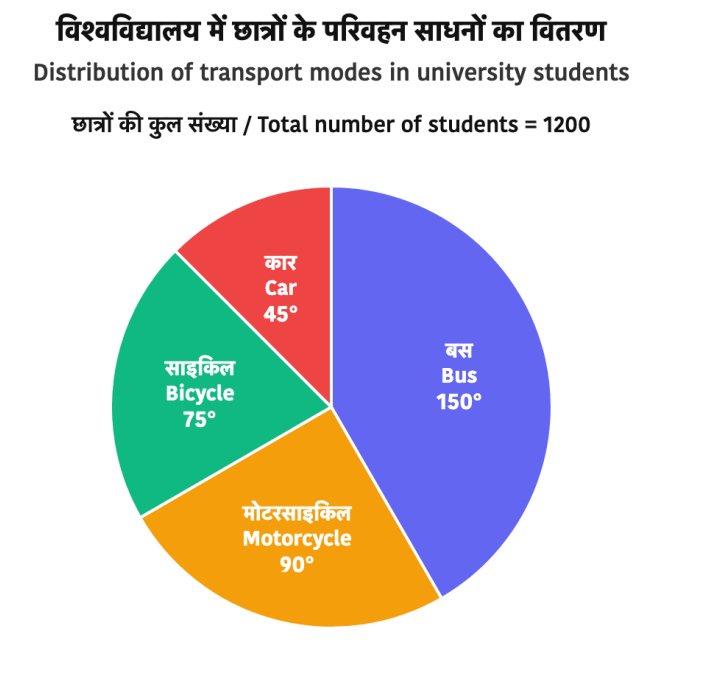 विश्वविद्यालय में छात्रों के परिवहन साधनों का वितरण
Distribution of transport modes in university students
छात्रों की कुल संख्या / Total number of students = 1200
कार
Car
45°
बस
Bus
150°
साइकिल
Bicycle
75°
मोटरसाइकिल
Motorcycle
90°